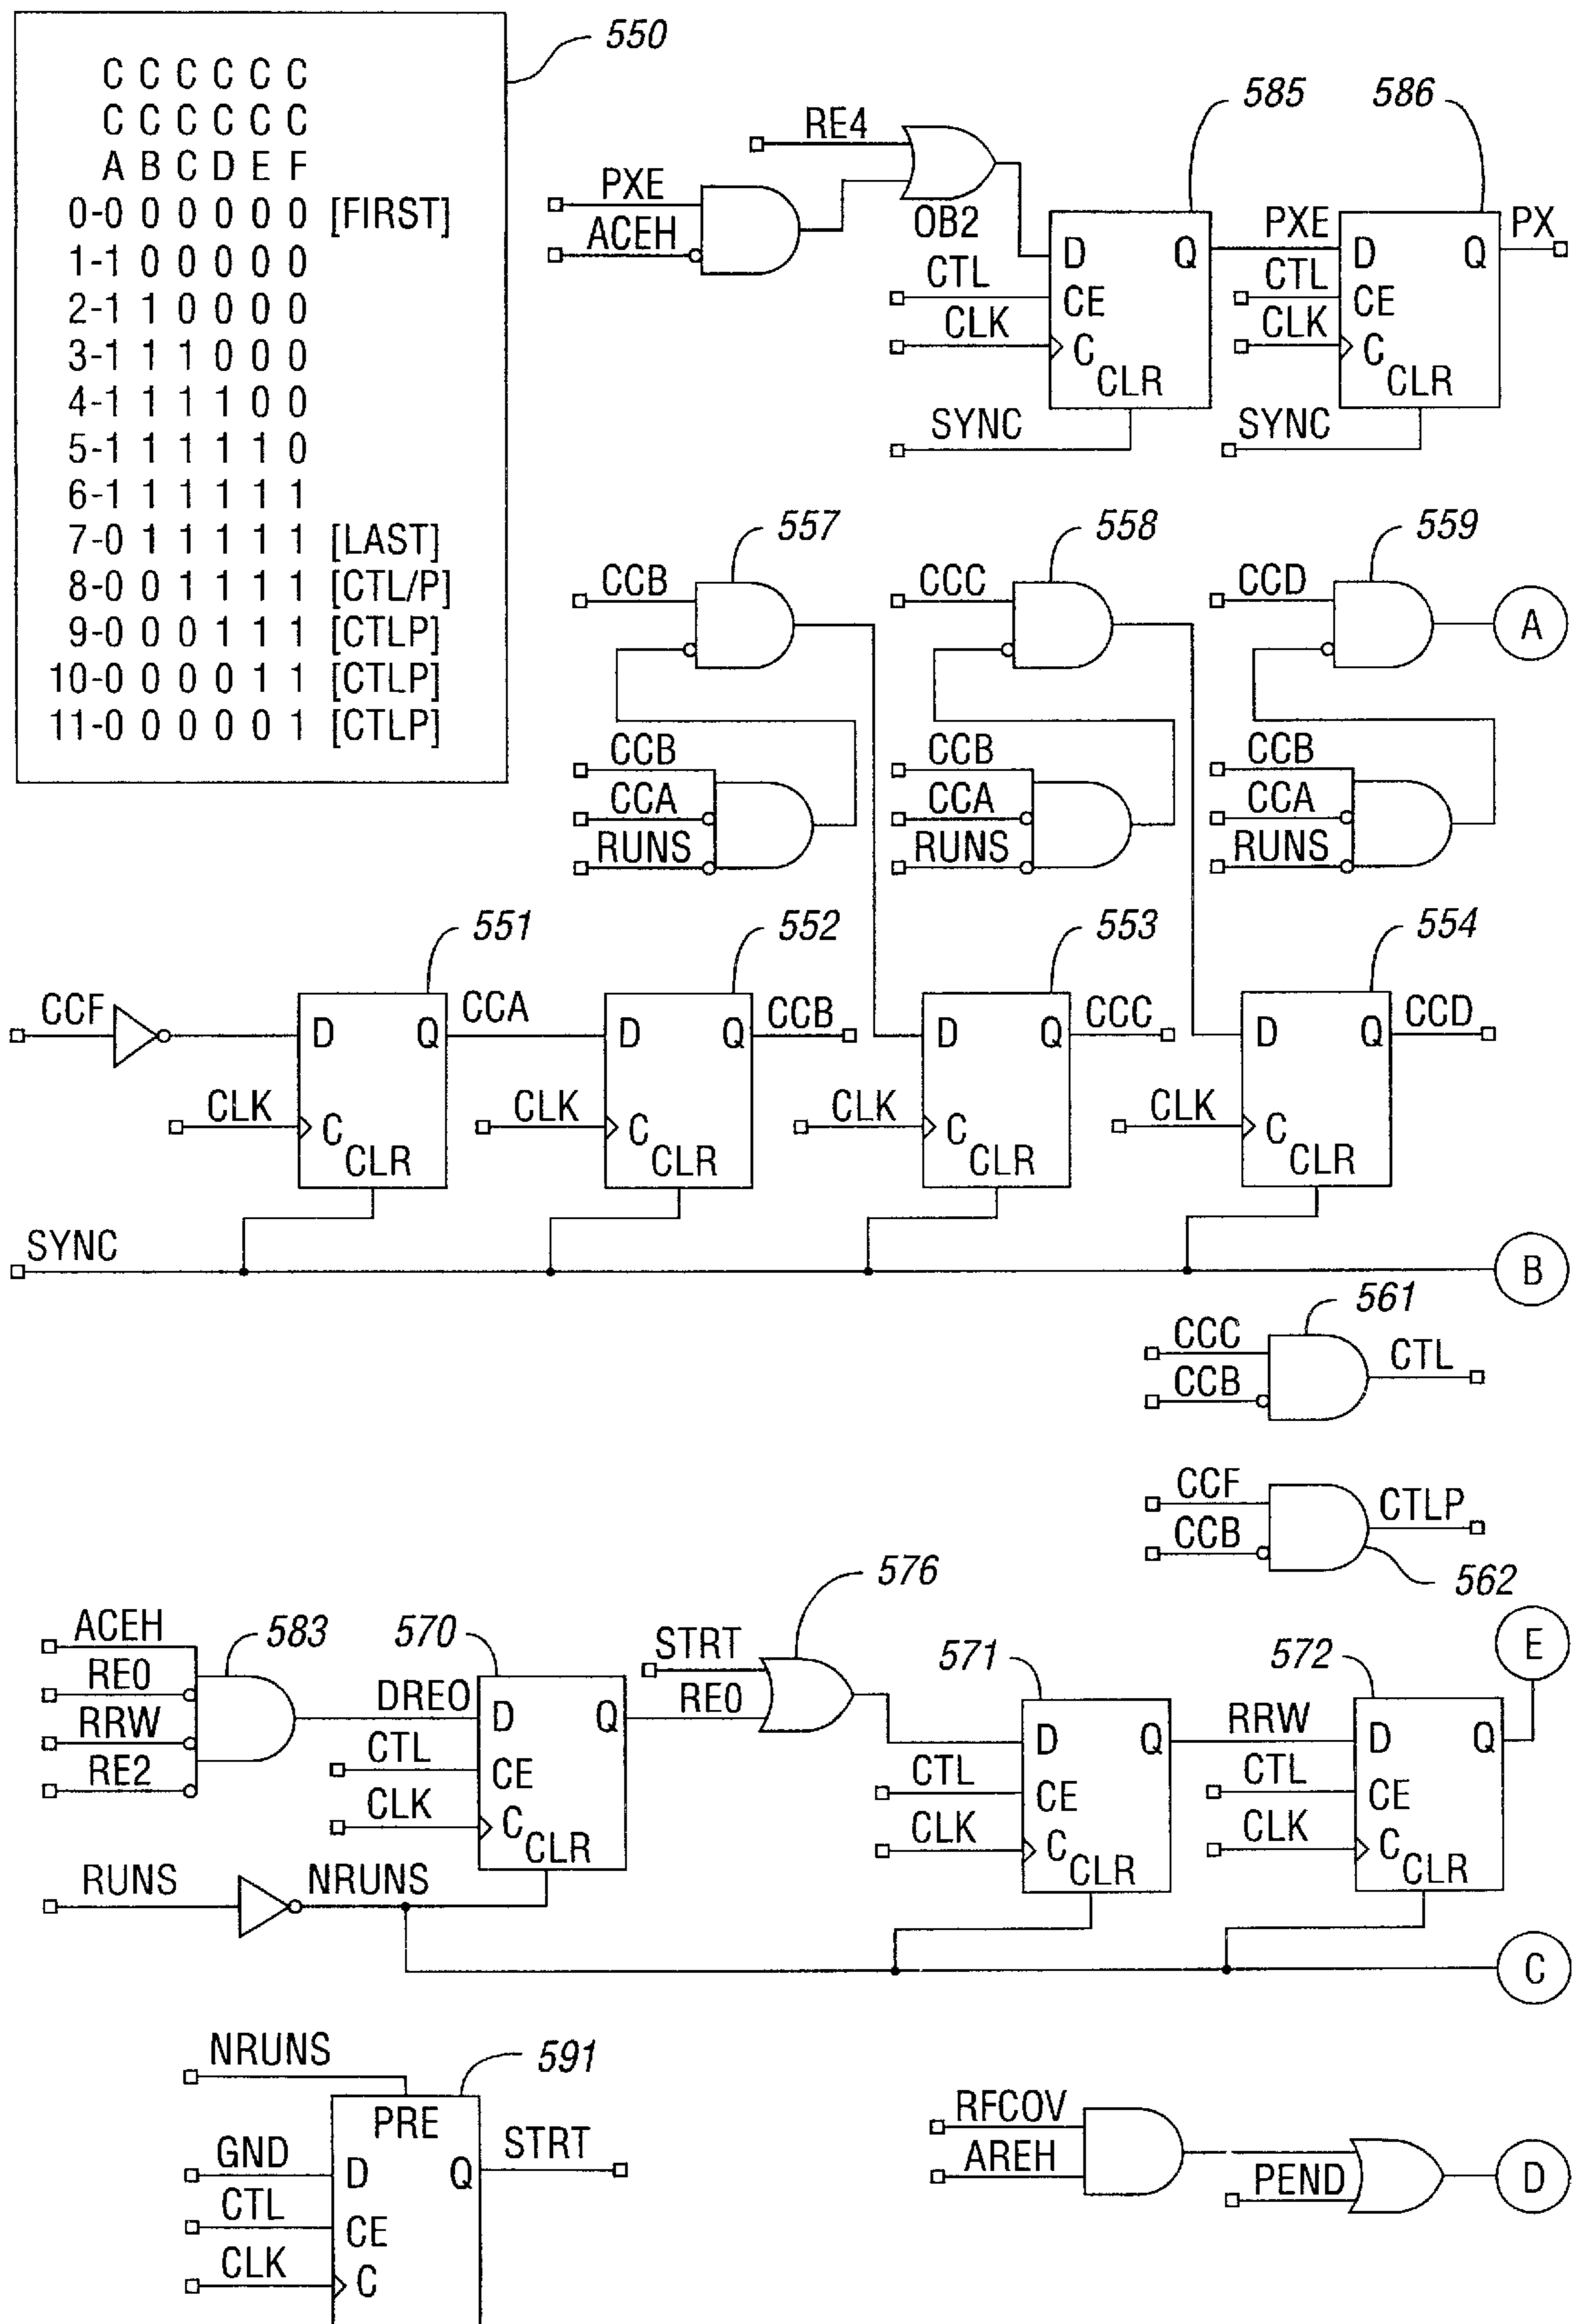 550
C C C C C C
C C C C C C
A B C D E F
0-0 0 0 0 0 0 [FIRST]
1-1 0 0 0 0 0
2-1 1 0 0 0 0
3-1 1 1 0 0 0
4-1 1 1 1 0 0
5-1 1 1 1 1 0
6-1 1 1 1 1 1
7-0 1 1 1 1 1 [LAST]
8-0 0 1 1 1 1 [CTL/P]
9-0 0 0 1 1 1 [CTLP]
10-0 0 0 0 1 1 [CTLP]
11-0 0 0 0 0 1 [CTLP]
585 586
RE4
PXE
ACEH
OB2
D Q PXE D Q PX
CTL CE CTL CE
CLK C CLK C
CLR CLR
SYNC SYNC
557 558 559
CCB CCC CCD
A
CCB CCB CCB
CCA CCA CCA
RUNS RUNS RUNS
551 552 553 554
CCF D Q CCA D Q CCB D Q CCC D Q CCD
CLK C CLK C CLK C CLK C
CLR CLR CLR CLR
SYNC
B
561
CCC
CCB
CTL
CCF
CCB
CTLP
562
576
ACEH 583 570
RE0
RRW
RE2
DREO D Q
CTL CE
CLK C
CLR
STRT
RE0
571 572 E
D Q RRW D Q
CTL CE CTL CE
CLK C CLK C
CLR CLR
RUNS NRUNS
C
NRUNS 591
PRE
GND D Q STRT
CTL CE
CLK C
RFCOV
AREH
PEND
D